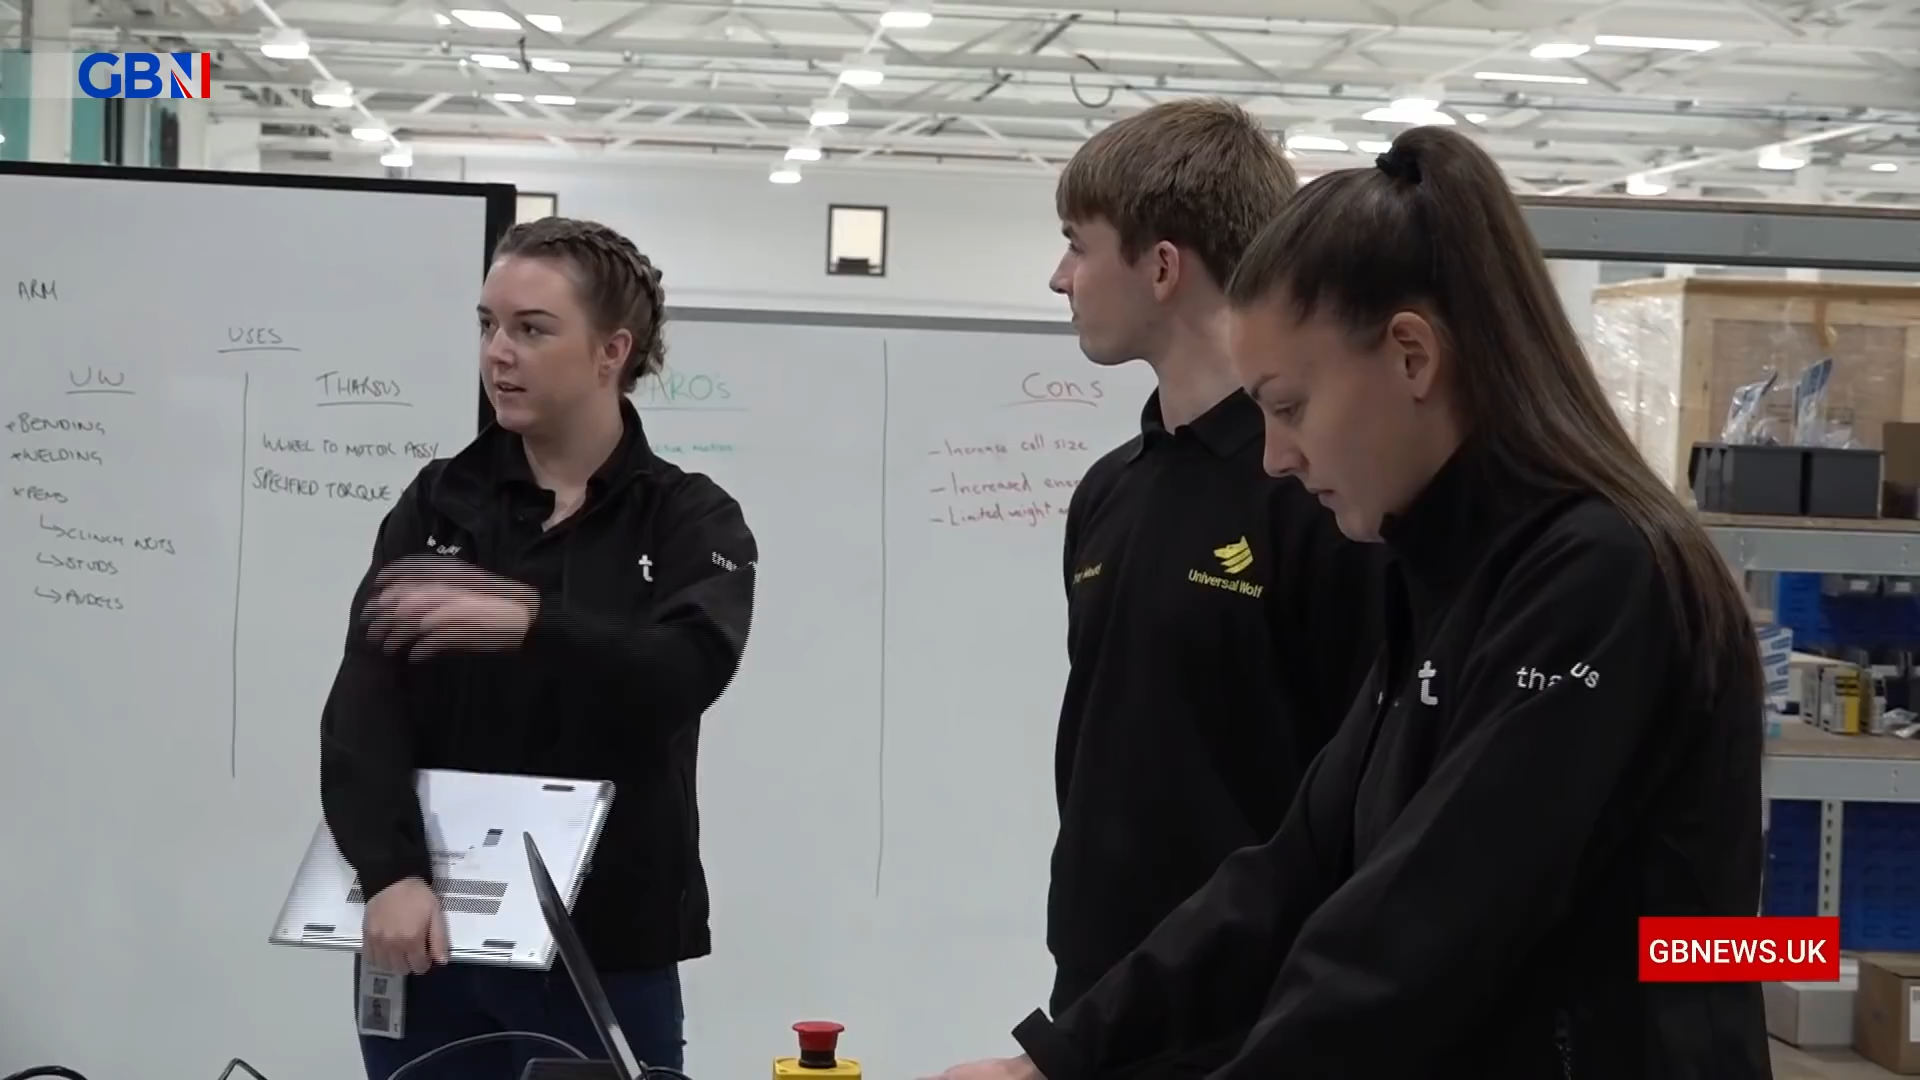 GBN
ARM
USES
UW
THARSUS
BENDING
WELDING
WHEEL TO MOTOR ASSY
SPECIFIED TORQUE
PEMS
CLINCH NUTS
STUDS
Cons
- Increase cell size
- Increased
- Limited weight
t
Universal Wolf
t
GBNEWS.UK